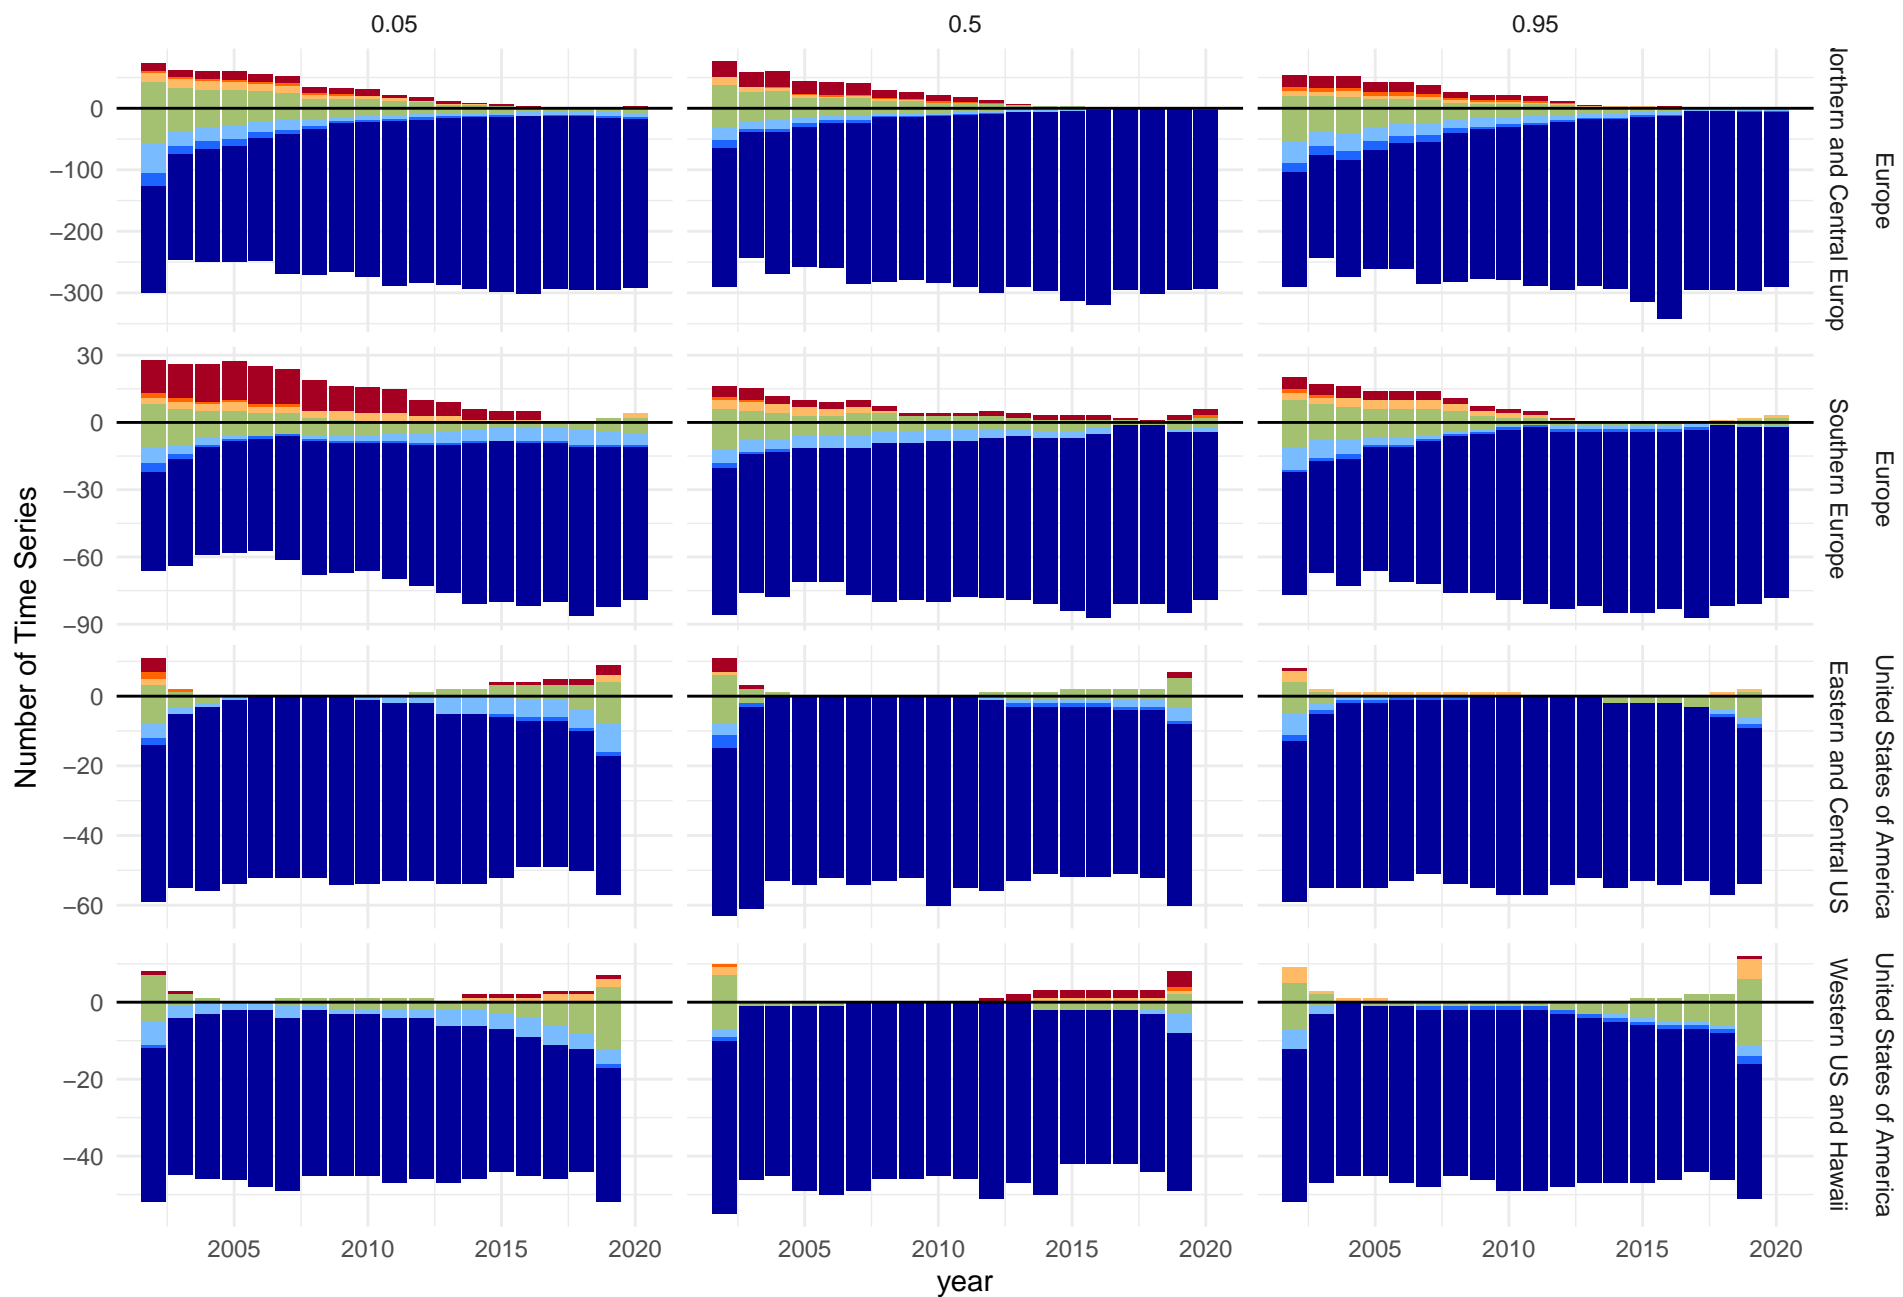 0.05 0.5 0.95
0
−100
−200
−300
orthern and Central Europ
Europe
30
0
−30
−60
−90
Southern Europe
Europe
0
−20
−40
−60
Eastern and Central US
United States of America
0
−20
−40
Western US and Hawaii
United States of America
Number of Time Series
2005 2010 2015 2020 2005 2010 2015 2020 2005 2010 2015 2020
year